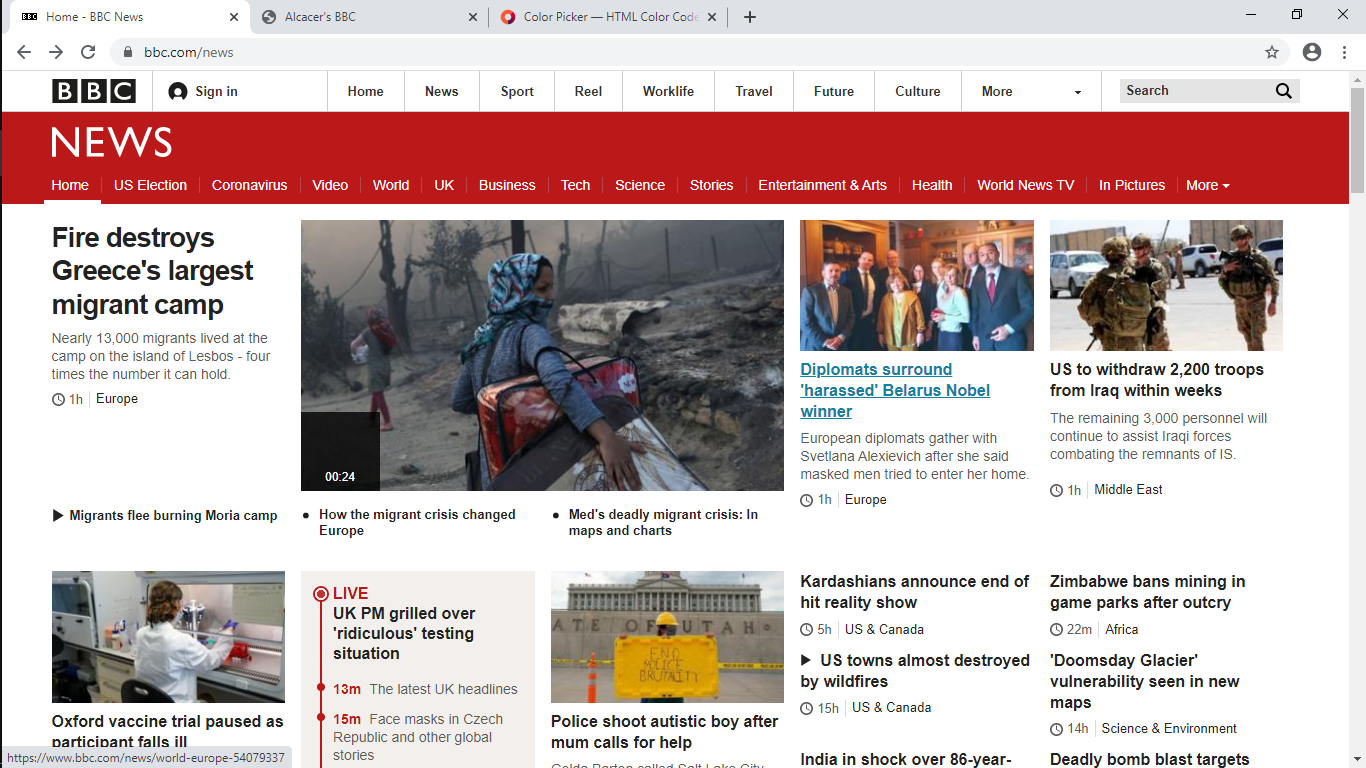 Home - BBC News
Alcacer's BBC
Color Picker — HTML Color Code
bbc.com/news
BBC
Sign in
Home
News
Sport
Reel
Worklife
Travel
Future
Culture
More
Search
NEWS
Home
US Election
Coronavirus
Video
World
UK
Business
Tech
Science
Stories
Entertainment & Arts
Health
World News TV
In Pictures
More
Fire destroys
Greece's largest
migrant camp
Nearly 13,000 migrants lived at the
camp on the island of Lesbos - four
times the number it can hold.
1h Europe
00:24
Diplomats surround
'harassed' Belarus Nobel
winner
European diplomats gather with
Svetlana Alexievich after she said
masked men tried to enter her home.
1h Europe
US to withdraw 2,200 troops
from Iraq within weeks
The remaining 3,000 personnel will
continue to assist Iraqi forces
combating the remnants of IS.
1h Middle East
Migrants flee burning Moria camp
How the migrant crisis changed
Europe
Med's deadly migrant crisis: In
maps and charts
Oxford vaccine trial paused as
participant falls ill
LIVE
UK PM grilled over
'ridiculous' testing
situation
13m The latest UK headlines
15m Face masks in Czech
Republic and other global
stories
ATE OF UTAH
END
POLICE
BRUTALITY
Police shoot autistic boy after
mum calls for help
Golda Barton called Salt Lake City
Kardashians announce end of
hit reality show
5h US & Canada
US towns almost destroyed
by wildfires
15h US & Canada
India in shock over 86-year-
Zimbabwe bans mining in
game parks after outcry
22m Africa
'Doomsday Glacier'
vulnerability seen in new
maps
14h Science & Environment
Deadly bomb blast targets
https://www.bbc.com/news/world-europe-54079337